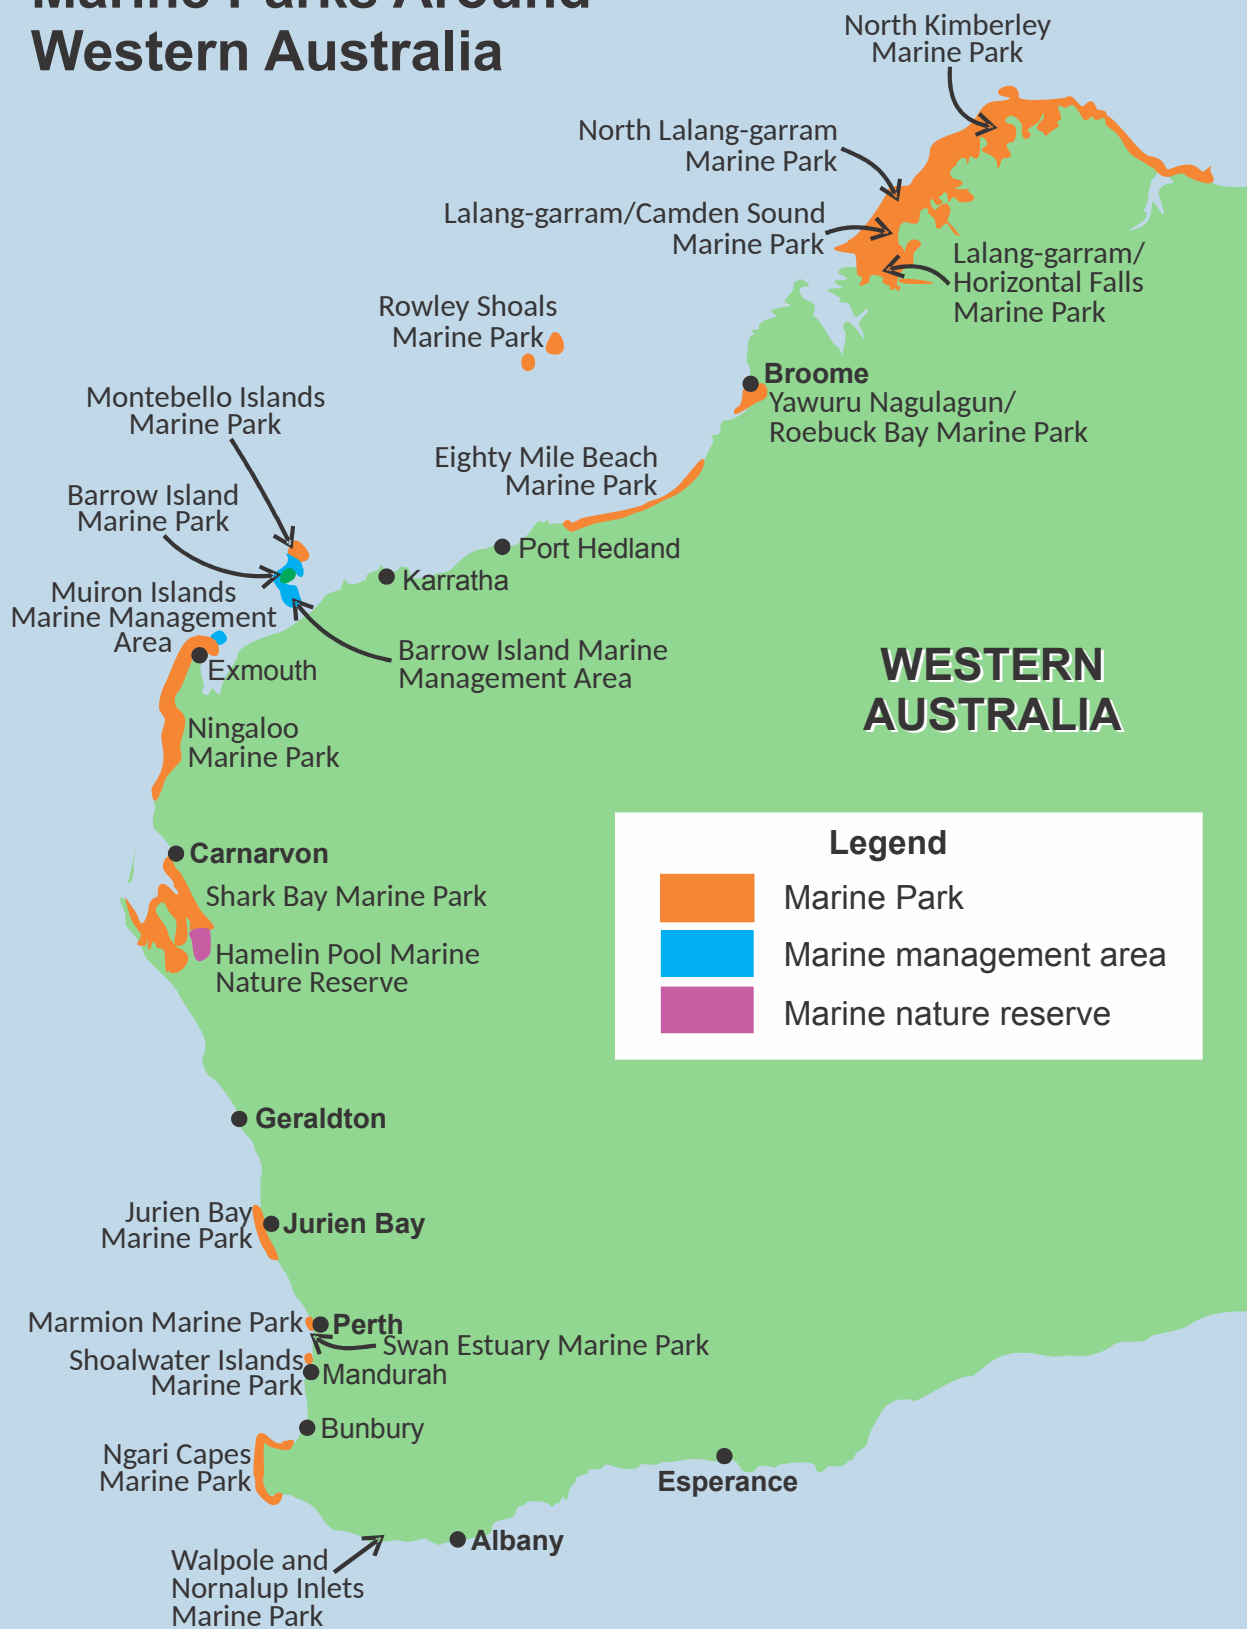 Marine Parks Around
Western Australia
North Kimberley
Marine Park
North Lalang-garram
Marine Park
Lalang-garram/Camden Sound
Marine Park
Lalang-garram/
Horizontal Falls
Marine Park
Rowley Shoals
Marine Park
Broome
Yawuru Nagulagun/
Roebuck Bay Marine Park
Montebello Islands
Marine Park
Eighty Mile Beach
Marine Park
Barrow Island
Marine Park
Port Hedland
Karratha
Muiron Islands
Marine Management
Area
Barrow Island Marine
Management Area
Exmouth
WESTERN
AUSTRALIA
Ningaloo
Marine Park
Legend
Marine Park
Marine management area
Marine nature reserve
Carnarvon
Shark Bay Marine Park
Hamelin Pool Marine
Nature Reserve
Geraldton
Jurien Bay
Marine Park
Jurien Bay
Marmion Marine Park
Perth
Swan Estuary Marine Park
Shoalwater Islands
Marine Park
Mandurah
Bunbury
Ngari Capes
Marine Park
Esperance
Albany
Walpole and
Nornalup Inlets
Marine Park